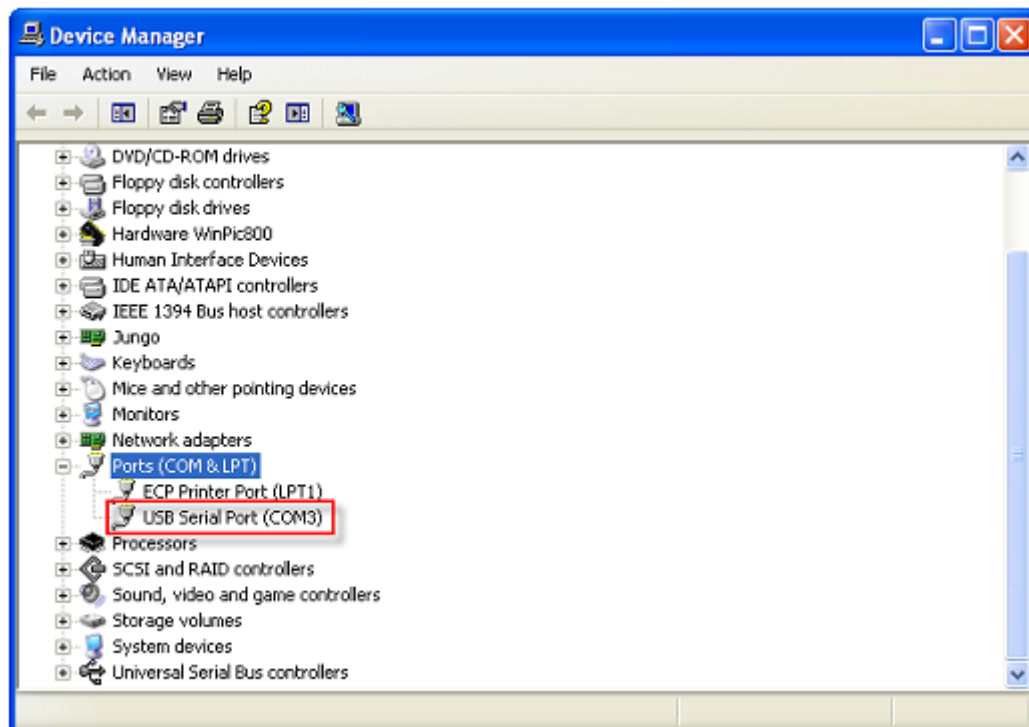 Device Manager
File Action View Help
DVD/CD-ROM drives
Floppy disk controllers
Floppy disk drives
Hardware WinPic800
Human Interface Devices
IDE ATA/ATAPI controllers
IEEE 1394 Bus host controllers
Jungo
Keyboards
Mice and other pointing devices
Monitors
Network adapters
Ports (COM & LPT)
ECP Printer Port (LPT1)
USB Serial Port (COM3)
Processors
SCSI and RAID controllers
Sound, video and game controllers
Storage volumes
System devices
Universal Serial Bus controllers